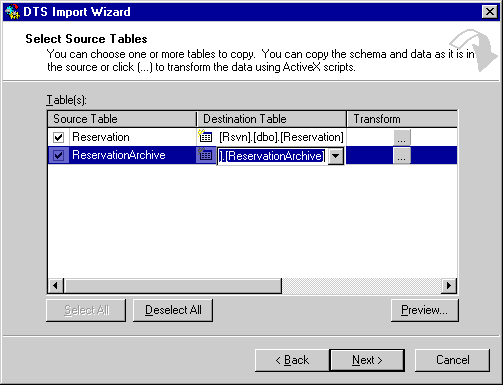 DTS Import Wizard
Select Source Tables
You can choose one or more tables to copy. You can copy the schema and data as it is in
the source or click (...) to transform the data using ActiveX scripts.
Table(s):
Source Table Destination Table Transform
Reservation [Rsvn].[dbo].[Reservation] ...
ReservationArchive ].[ReservationArchive] ...
Select All Deselect All Preview...
< Back Next > Cancel